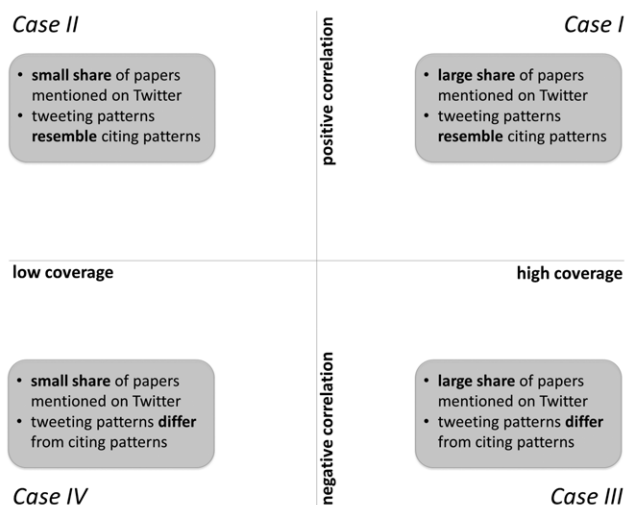 Case II
• small share of papers
mentioned on Twitter
• tweeting patterns
resemble citing patterns
positive correlation
Case I
• large share of papers
mentioned on Twitter
• tweeting patterns
resemble citing patterns
low coverage
high coverage
• small share of papers
mentioned on Twitter
• tweeting patterns differ
from citing patterns
Case IV
negative correlation
• large share of papers
mentioned on Twitter
• tweeting patterns differ
from citing patterns
Case III